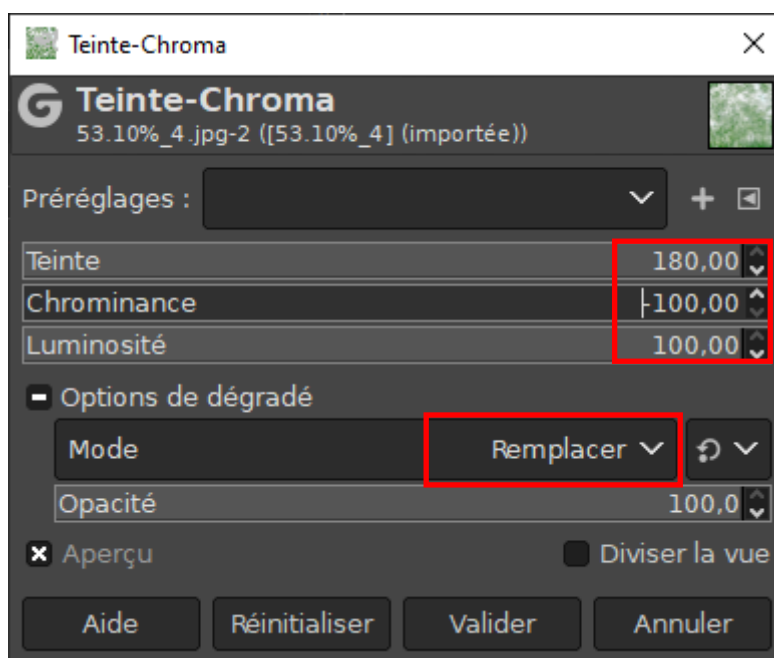 Teinte-Chroma
Teinte-Chroma
53.10%_4.jpg-2 ([53.10%_4] (importée))
Préréglages :
Teinte 180,00
Chrominance -100,00
Luminosité 100,00
Options de dégradé
Mode Remplacer
Opacité 100,0
Aperçu Diviser la vue
Aide Réinitialiser Valider Annuler